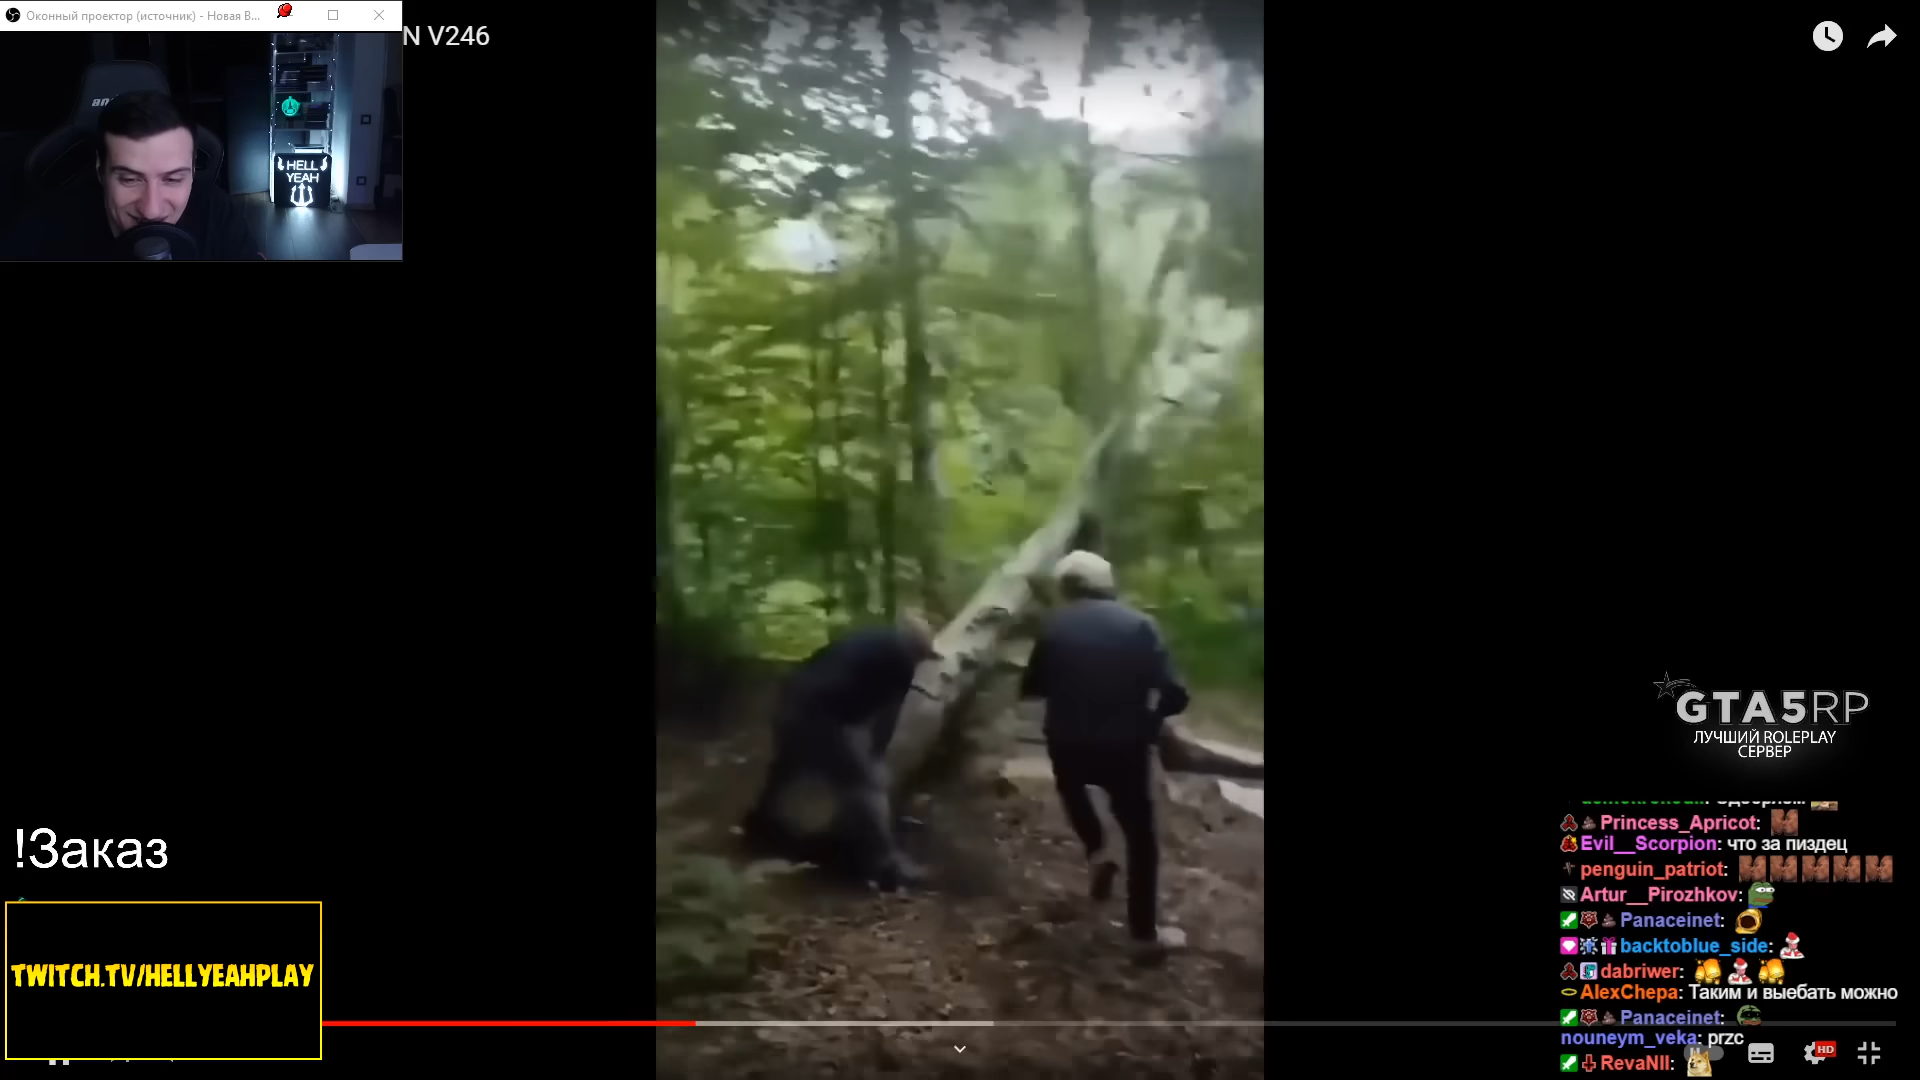 Оконный проектор (источник) - Новая В...
N V246
HELL
YEAH
GTA5RP
ЛУЧШИЙ ROLEPLAY
СЕРВЕР
!Заказ
TWITCH.TV/HELLYEAHPLAY
Princess_Apricot:
Evil__Scorpion: что за пиздец
penguin_patriot:
Artur__Pirozhkov:
Panaceinet:
backtoblue_side:
dabriwer:
AlexChepa: Таким и выебать можно
Panaceinet:
nouneym_veka: przc
RevaNII:
HD